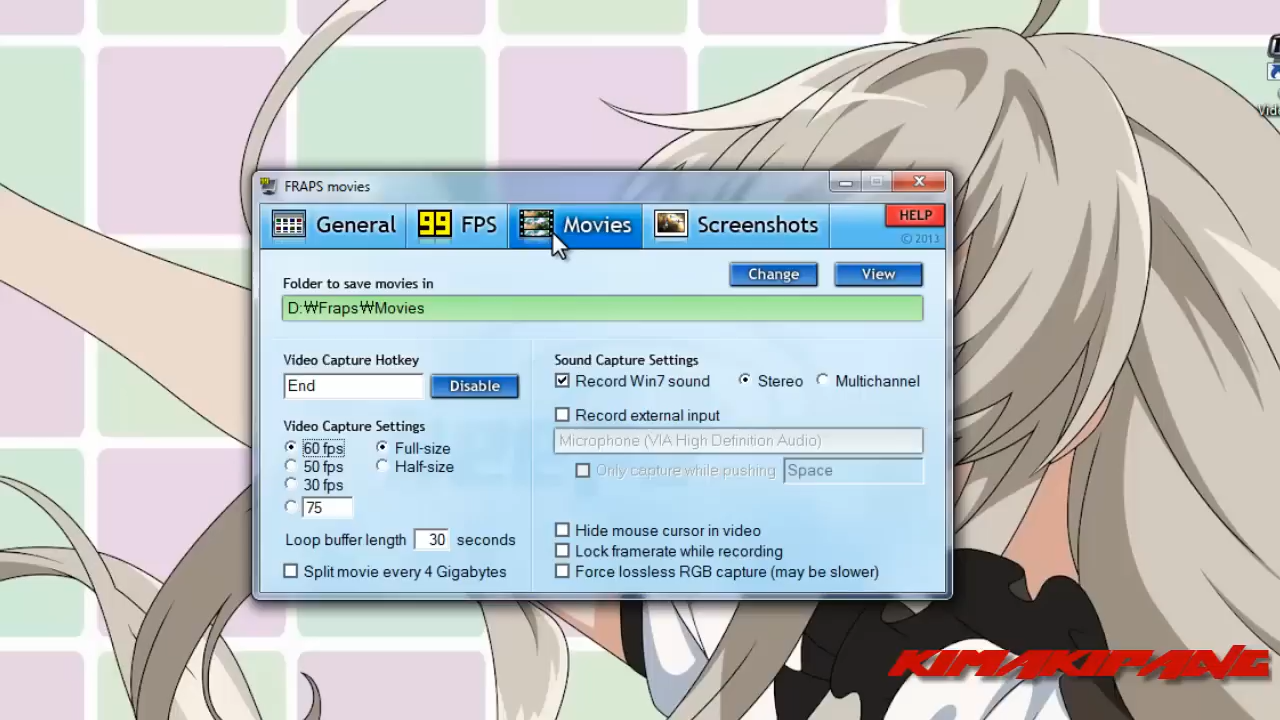 FRAPS movies
General
99 FPS
Movies
Screenshots
HELP
© 2013
Folder to save movies in
Change
View
D:₩Fraps₩Movies
Video Capture Hotkey
End
Disable
Sound Capture Settings
Record Win7 sound
Stereo
Multichannel
Record external input
Microphone (VIA High Definition Audio)
Only capture while pushing
Space
Video Capture Settings
60 fps
Full-size
50 fps
Half-size
30 fps
75
Loop buffer length 30 seconds
Split movie every 4 Gigabytes
Hide mouse cursor in video
Lock framerate while recording
Force lossless RGB capture (may be slower)
KIMAKIPANG